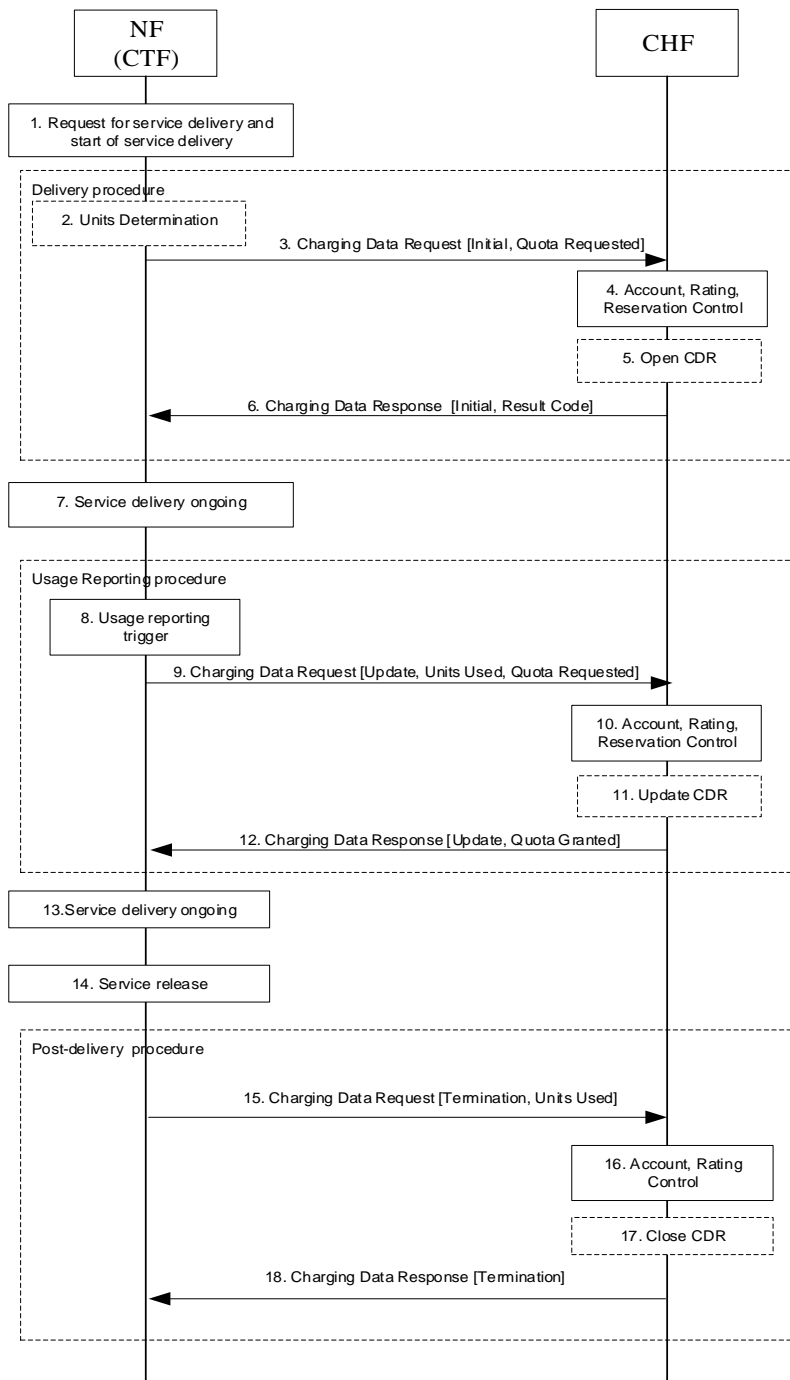 NF
(CTF)
CHF
1. Request for service delivery and
start of service delivery
Delivery procedure
2. Units Determination
3. Charging Data Request [Initial, Quota Requested]
4. Account, Rating,
Reservation Control
5. Open CDR
6. Charging Data Response [Initial, Result Code]
7. Service delivery ongoing
Usage Reporting procedure
8. Usage reporting
trigger
9. Charging Data Request [Update, Units Used, Quota Requested]
10. Account, Rating,
Reservation Control
11. Update CDR
12. Charging Data Response [Update, Quota Granted]
13.Service delivery ongoing
14. Service release
Post-delivery procedure
15. Charging Data Request [Termination, Units Used]
16. Account, Rating
Control
17. Close CDR
18. Charging Data Response [Termination]